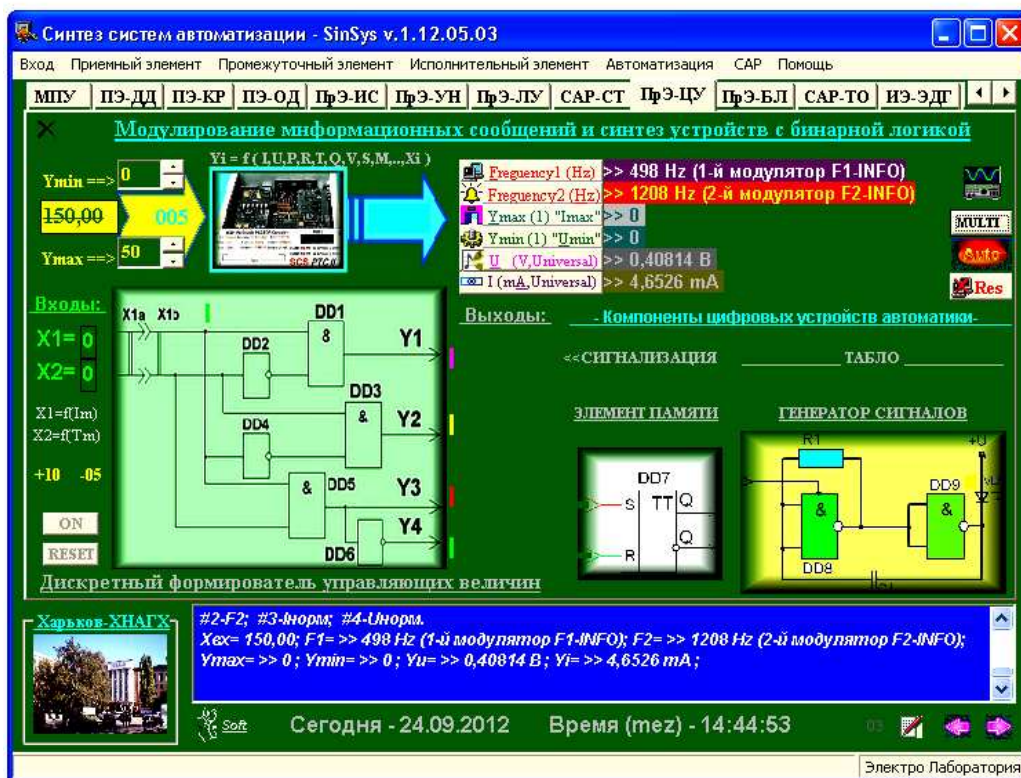 Синтез систем автоматизации - SinSys v.1.12.05.03
Вход Приемный элемент Промежуточный элемент Исполнительный элемент Автоматизация САР Помощь
МПУ ПЭ-ДД ПЭ-КР ПЭ-ОД ПрЭ-ИС ПрЭ-УН ПрЭ-ЛУ САР-СТ ПрЭ-ЦУ ПрЭ-БЛ САР-ТО ИЭ-ЭДГ
Модулирование мнформационных сообщений и синтез устройств с бинарной логикой
Yi = f ( I,U,P,R,T,Q,V,S,M,..,Xi )
Ymin ==> 0
150,00 005
Ymax ==> 50
SCS PTC.0
Freguency1 (Hz) >> 498 Hz (1-й модулятор F1-INFO)
Freguency2 (Hz) >> 1208 Hz (2-й модулятор F2-INFO)
Ymax (1) "Imax" >> 0
Ymin (1) "Umin" >> 0
U (V,Universal) >> 0,40814 В
I (mA,Universal) >> 4,6526 mA
MULTI
Auto
Res
Входы:
X1= 0
X2= 0
X1=f(Im)
X2=f(Tm)
+10 -05
ON
RESET
X1a X1b DD1 & Y1
DD2
DD3 & Y2
DD4
& DD5 Y3
DD6 Y4
Дискретный формирователь управляющих величин
Выходы: - Компоненты цифровых устройств автоматики-
<<СИГНАЛИЗАЦИЯ ТАБЛО
ЭЛЕМЕНТ ПАМЯТИ ГЕНЕРАТОР СИГНАЛОВ
DD7
S TT Q
R Q
R1 +U
DD9
& &
DD8
Харьков-ХНАГХ
#2-F2; #3-Iнорм; #4-Uнорм.
Xвх= 150,00; F1= >> 498 Hz (1-й модулятор F1-INFO); F2= >> 1208 Hz (2-й модулятор F2-INFO);
Ymax= >> 0 ; Ymin= >> 0 ; Yu= >> 0,40814 В ; Yi= >> 4,6526 mA ;
03 Soft Сегодня - 24.09.2012 Время (mez) - 14:44:53 03
Электро Лаборатория